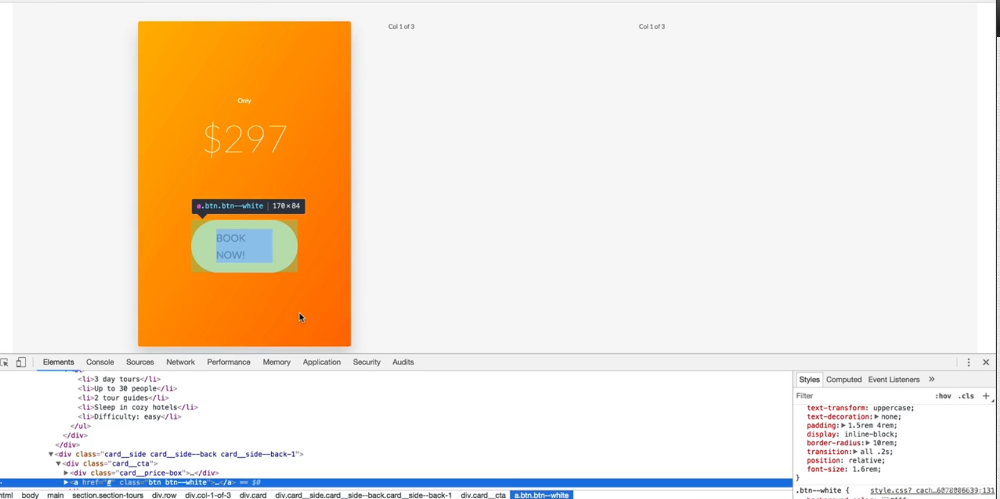 Col 1 of 3
Col 1 of 3
Only
$297
a.btn.btn--white | 170×84
BOOK
NOW!
Elements Console Sources Network Performance Memory Application Security Audits
<li>3 day tours</li>
<li>Up to 30 people</li>
<li>2 tour guides</li>
<li>Sleep in cozy hotels</li>
<li>Difficulty: easy</li>
</ul>
</div>
</div>
▼<div class="card__side card__side--back card__side--back-1">
▼<div class="card__cta">
▶<div class="card__price-box">…</div>
▶<a href="#" class="btn btn--white">…</a> == $0
html body main section.section-tours div.row div.col-1-of-3 div.card div.card__side.card__side--back.card__side--back-1 div.card__cta a.btn.btn--white
Styles Computed Event Listeners »
Filter :hov .cls +
text-transform: uppercase;
text-decoration:▶ none;
padding:▶ 1.5rem 4rem;
display: inline-block;
border-radius:▶ 10rem;
transition:▶ all .2s;
position: relative;
font-size: 1.6rem;
}
.btn--white { style.css?_cach…6078006639:131